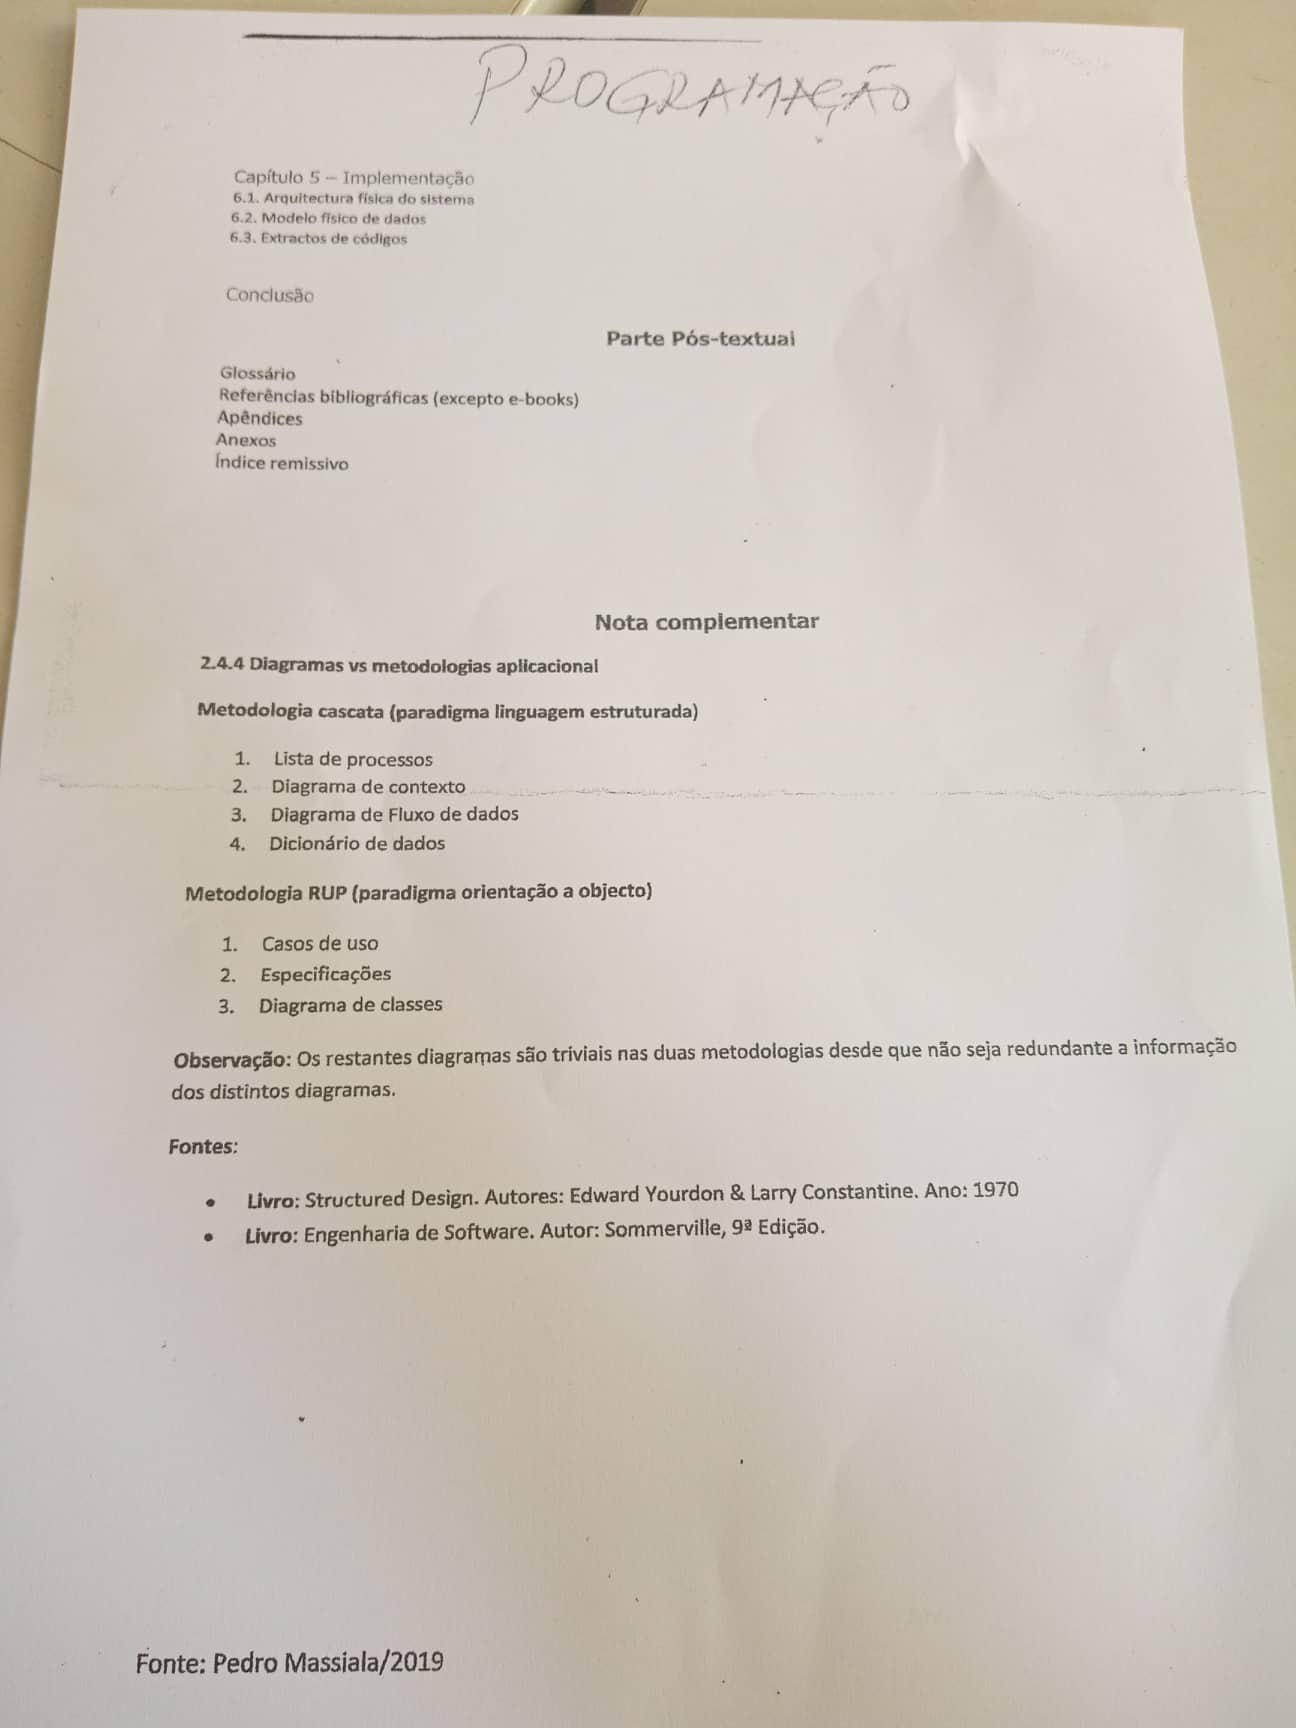 PROGRAMAÇÃO
Capítulo 5 – Implementação
6.1. Arquitectura física do sistema
6.2. Modelo físico de dados
6.3. Extractos de códigos
Conclusão
Parte Pós-textual
Glossário
Referências bibliográficas (excepto e-books)
Apêndices
Anexos
Índice remissivo
Nota complementar
2.4.4 Diagramas vs metodologias aplicacional
Metodologia cascata (paradigma linguagem estruturada)
1. Lista de processos
2. Diagrama de contexto
3. Diagrama de Fluxo de dados
4. Dicionário de dados
Metodologia RUP (paradigma orientação a objecto)
1. Casos de uso
2. Especificações
3. Diagrama de classes
Observação: Os restantes diagramas são triviais nas duas metodologias desde que não seja redundante a informação
dos distintos diagramas.
Fontes:
• Livro: Structured Design. Autores: Edward Yourdon & Larry Constantine. Ano: 1970
• Livro: Engenharia de Software. Autor: Sommerville, 9ª Edição.
Fonte: Pedro Massiala/2019